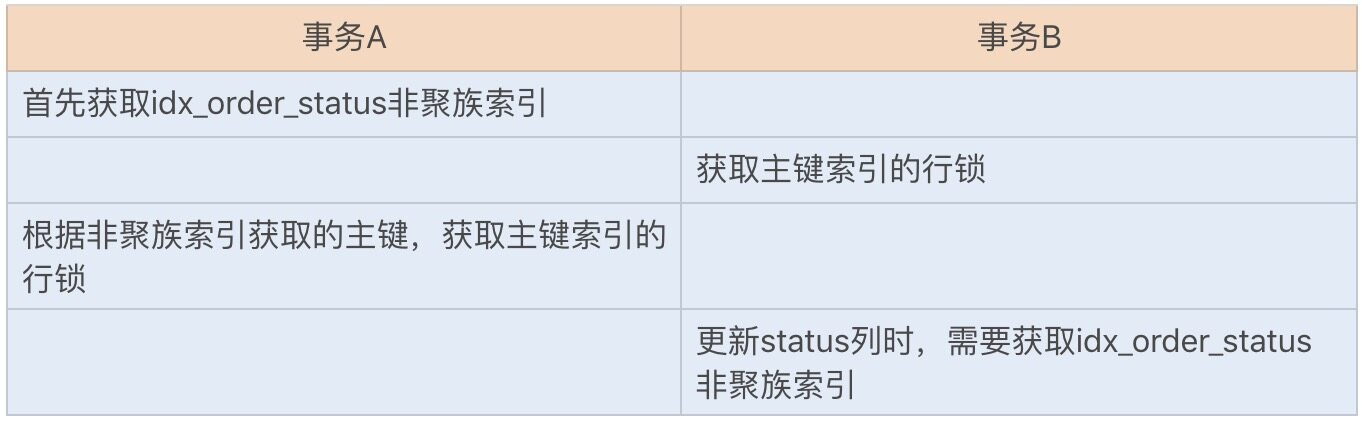 事务A
事务B
首先获取idx_order_status非聚族索引
获取主键索引的行锁
根据非聚族索引获取的主键，获取主键索引的
行锁
更新status列时，需要获取idx_order_status
非聚族索引